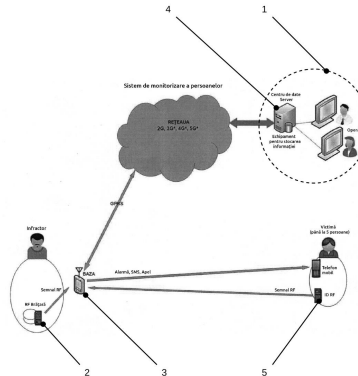 4
1
Sistem de monitorizare a persoanelor
Centru de date
Server
REȚEAUA
2G, 3G*, 4G*, 5G*
Echipament
pentru stocarea
informației
Open
GPRS
Infractor
Victimă
(până la 5 persoane)
BAZA
Alarmă, SMS, Apel
Telefon
mobil
Semnal RF
Semnal RF
RF Brățară
ID RF
2
3
5